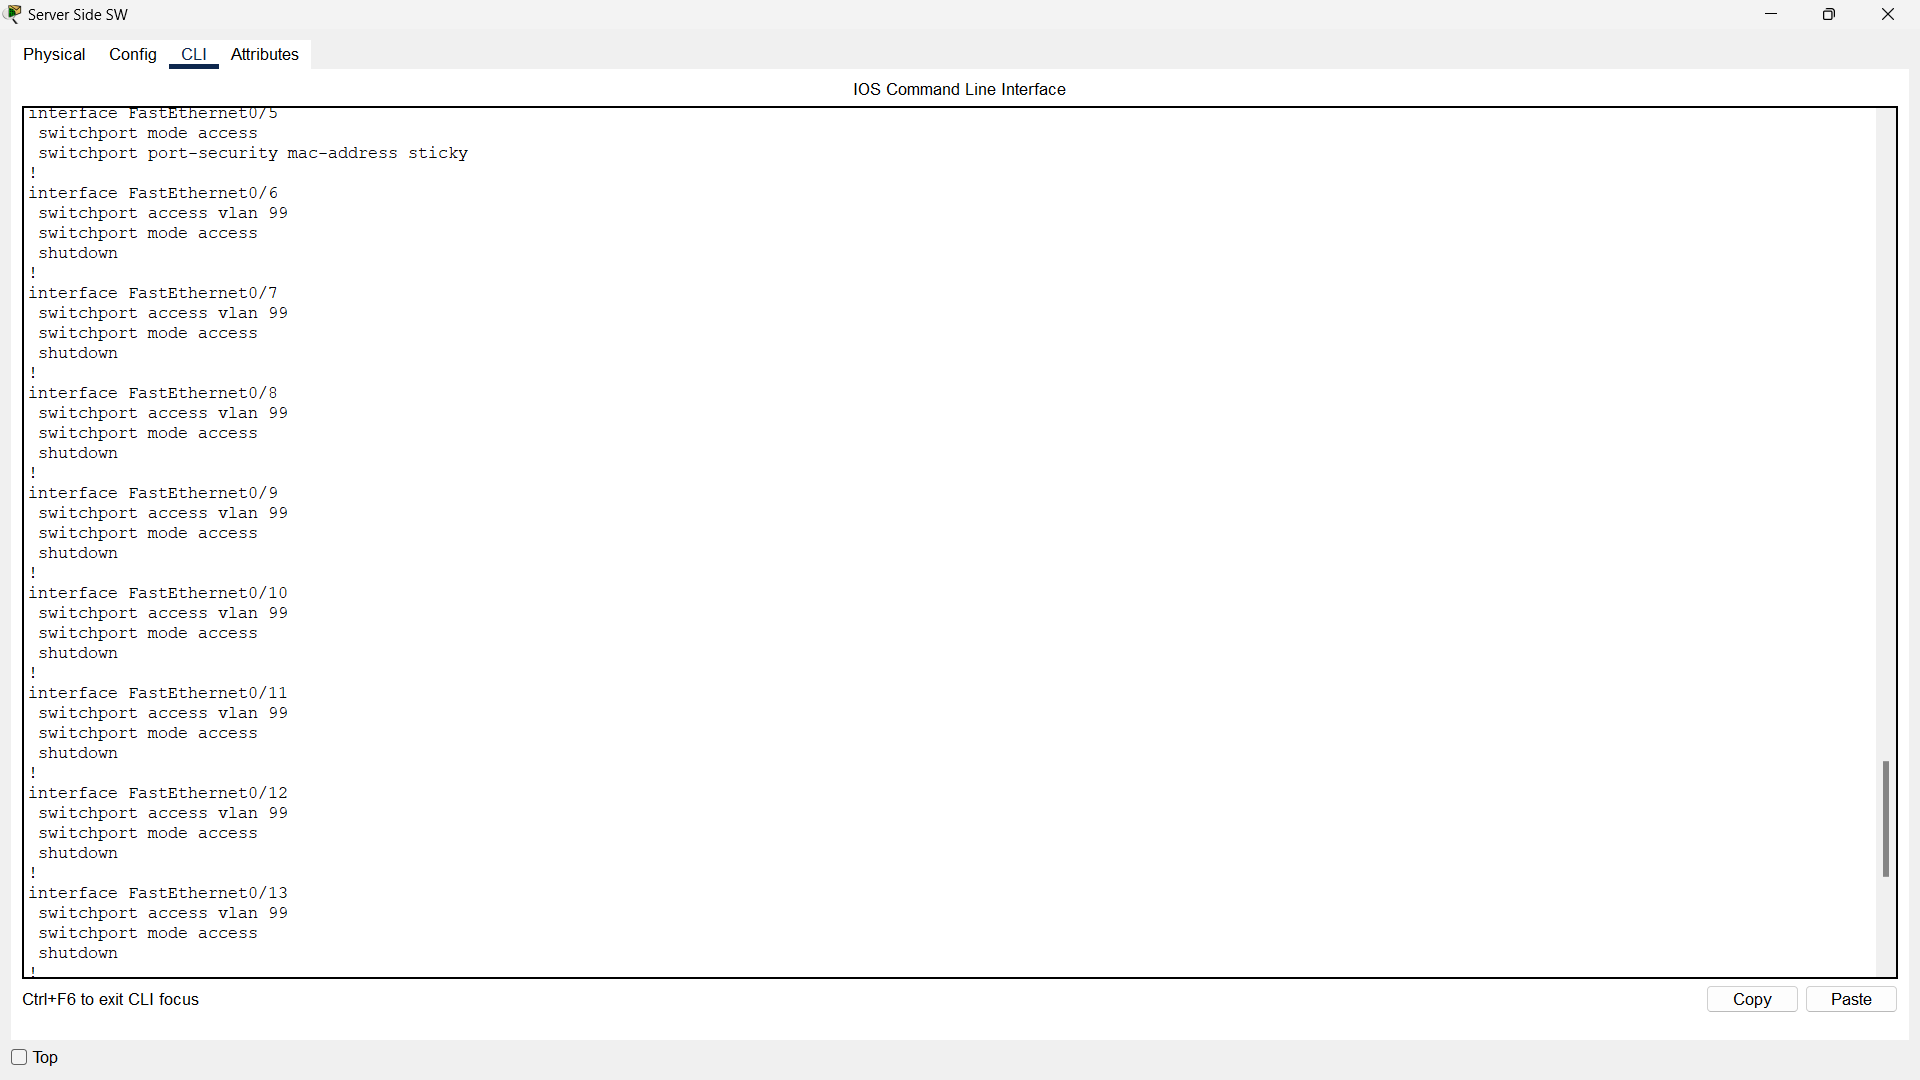 Server Side SW
Physical Config CLI Attributes
IOS Command Line Interface
interface FastEthernet0/5
 switchport mode access
 switchport port-security mac-address sticky
!
interface FastEthernet0/6
 switchport access vlan 99
 switchport mode access
 shutdown
!
interface FastEthernet0/7
 switchport access vlan 99
 switchport mode access
 shutdown
!
interface FastEthernet0/8
 switchport access vlan 99
 switchport mode access
 shutdown
!
interface FastEthernet0/9
 switchport access vlan 99
 switchport mode access
 shutdown
!
interface FastEthernet0/10
 switchport access vlan 99
 switchport mode access
 shutdown
!
interface FastEthernet0/11
 switchport access vlan 99
 switchport mode access
 shutdown
!
interface FastEthernet0/12
 switchport access vlan 99
 switchport mode access
 shutdown
!
interface FastEthernet0/13
 switchport access vlan 99
 switchport mode access
 shutdown
!
Ctrl+F6 to exit CLI focus
Copy Paste
Top